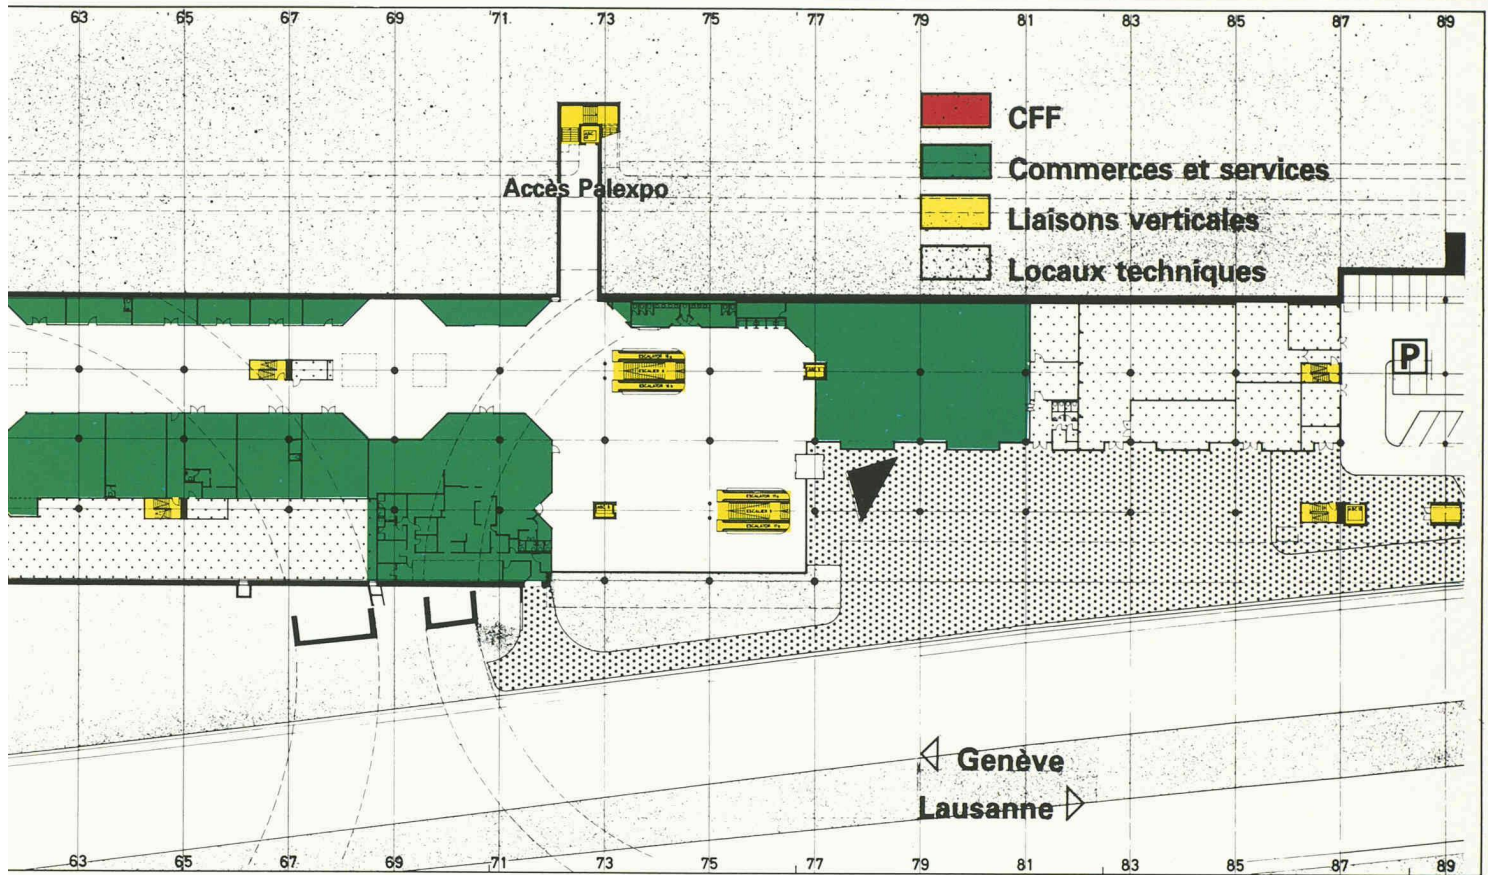 63 65 67 69 71 73 75 77 79 81 83 85 87 89
CFF
Commerces et services
Accès Palexpo
Liaisons verticales
Locaux techniques
P
Genève
Lausanne
63 65 67 69 71 73 75 77 79 81 83 85 87 89